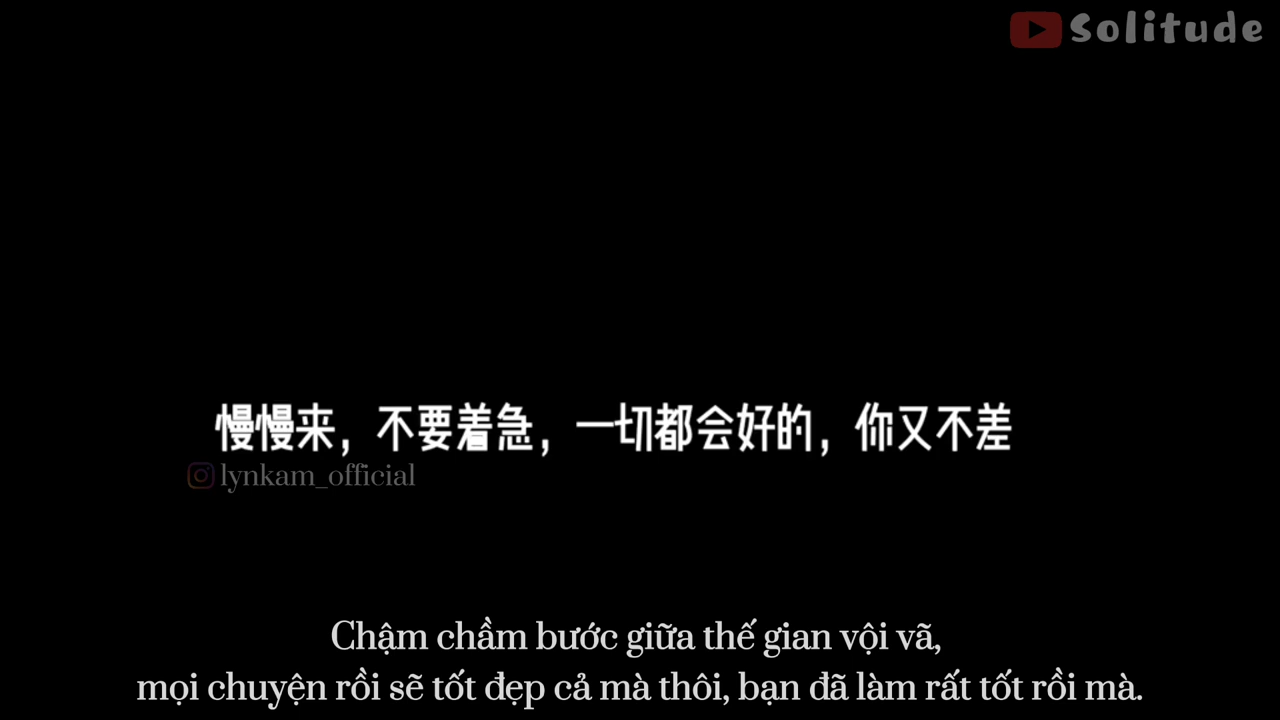 Solitude
慢慢来，不要着急，一切都会好的，你又不差
lynkam_official
Chậm chầm bước giữa thế gian vội vã,
mọi chuyện rồi sẽ tốt đẹp cả mà thôi, bạn đã làm rất tốt rồi mà.